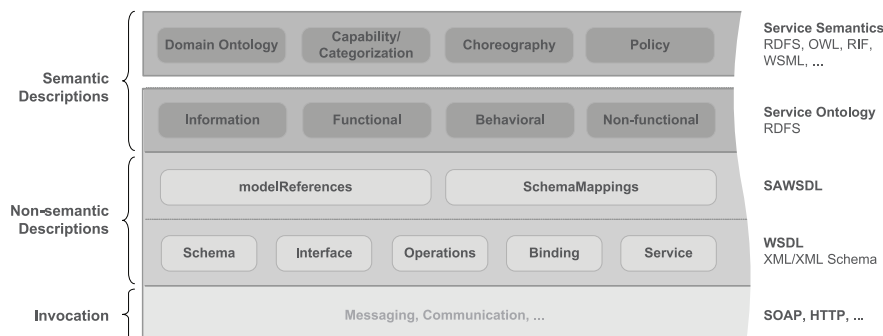 Domain Ontology
Capability/
Categorization
Choreography
Policy
Service Semantics
RDFS, OWL, RIF,
WSML, ...
Semantic
Descriptions
Information
Functional
Behavioral
Non-functional
Service Ontology
RDFS
modelReferences
SchemaMappings
SAWSDL
Non-semantic
Descriptions
Schema
Interface
Operations
Binding
Service
WSDL
XML/XML Schema
Invocation
Messaging, Communication, ...
SOAP, HTTP, ...